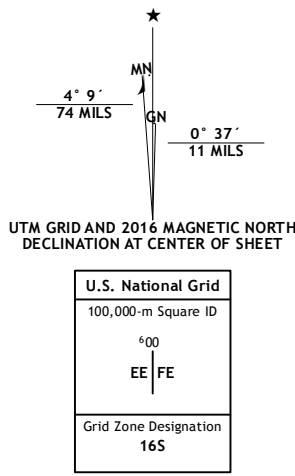 ★
MN
GN
4° 9´
74 MILS
0° 37´
11 MILS
UTM GRID AND 2016 MAGNETIC NORTH
DECLINATION AT CENTER OF SHEET
U.S. National Grid
100,000-m Square ID
⁶00
EE FE
Grid Zone Designation
16S